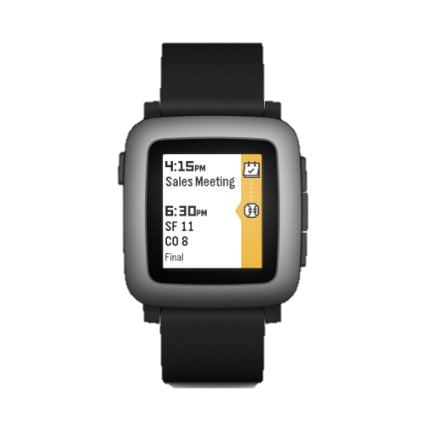 4:15PM
Sales Meeting
6:30PM
SF 11
CO 8
Final